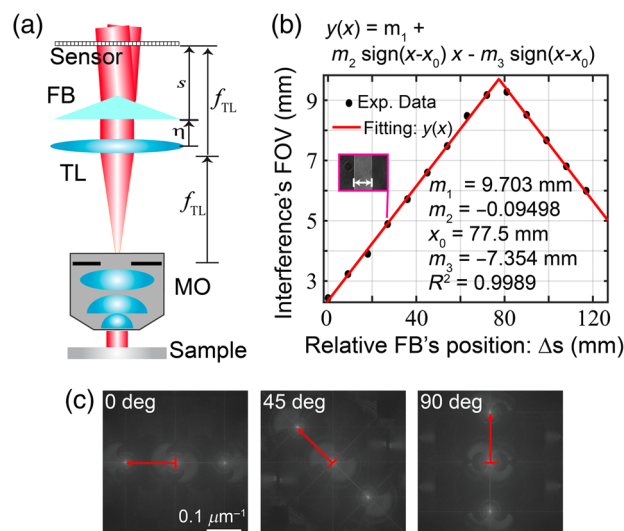 (a)
Sensor
FB
s
η
f_TL
TL
f_TL
MO
Sample
(b)
y(x) = m₁ +
m₂ sign(x-x₀) x - m₃ sign(x-x₀)
Interference's FOV (mm)
9
7
5
3
Exp. Data
Fitting: y(x)
m₁ = 9.703 mm
m₂ = −0.09498
x₀ = 77.5 mm
m₃ = −7.354 mm
R² = 0.9989
0 40 80 120
Relative FB's position: Δs (mm)
(c)
0 deg
45 deg
90 deg
0.1 μm⁻¹